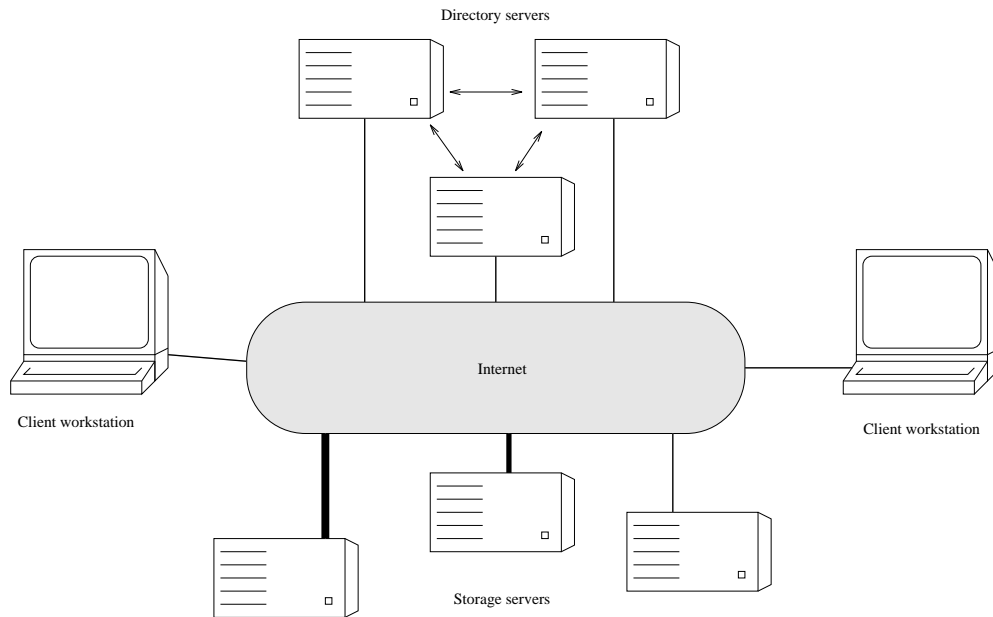 Directory servers
Internet
Client workstation
Client workstation
Storage servers